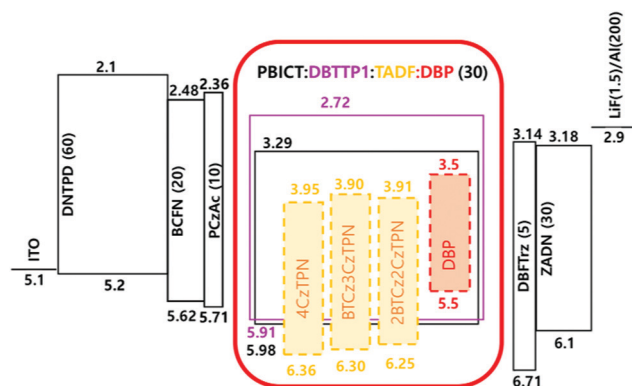 PBICT:DBTTP1:TADF:DBP (30)
LiF(1.5)/Al(200)
2.1
2.48
2.36
2.72
3.14
3.18
2.9
3.29
3.5
3.95
3.90
3.91
DNTPD (60)
BCFN (20)
PCzAc (10)
4CzTPN
BTCz3CzTPN
2BTCz2CzTPN
DBP
DBFTrz (5)
ZADN (30)
ITO
5.1
5.2
5.62
5.71
5.91
5.98
5.5
6.36
6.30
6.25
6.1
6.71